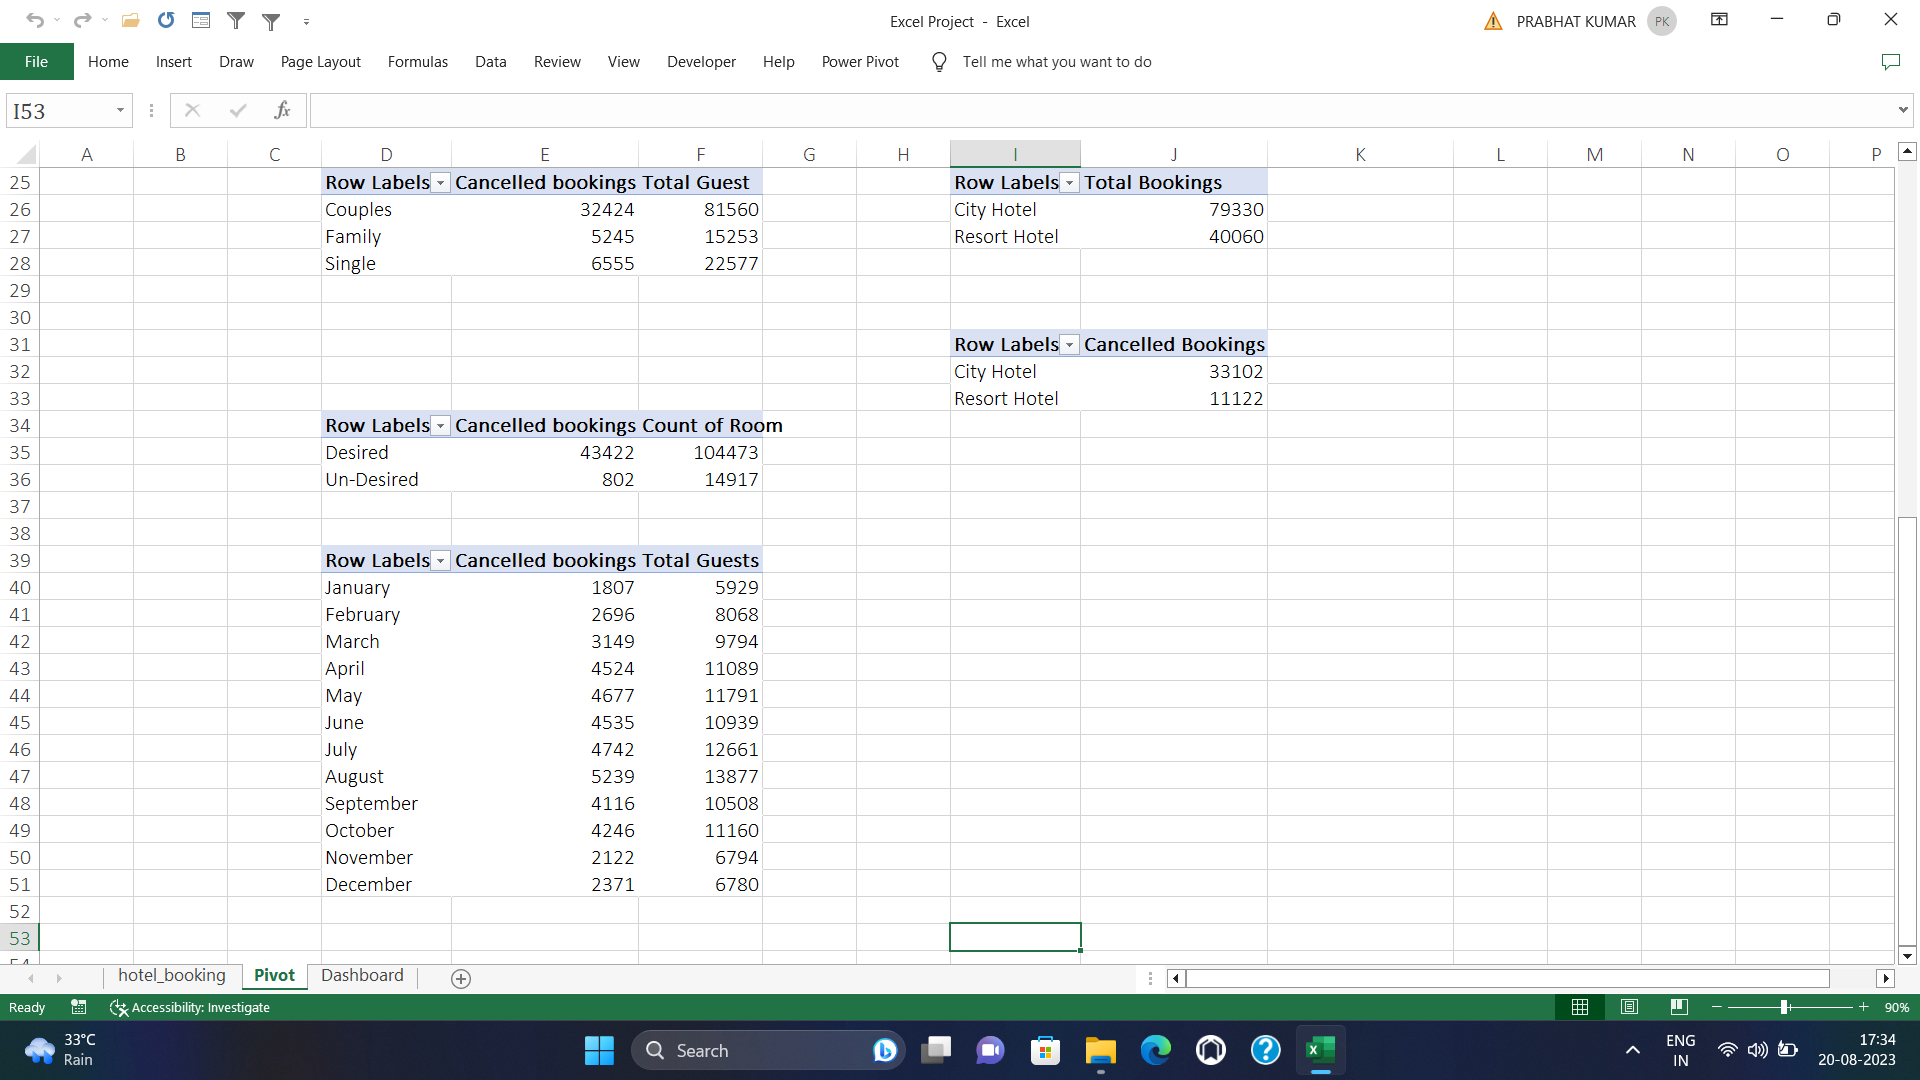 Excel Project - Excel
PRABHAT KUMAR PK
File Home Insert Draw Page Layout Formulas Data Review View Developer Help Power Pivot Tell me what you want to do
I53 fx
A B C D E F G H I J K L M N O P
25 Row Labels Cancelled bookings Total Guest Row Labels Total Bookings
26 Couples 32424 81560 City Hotel 79330
27 Family 5245 15253 Resort Hotel 40060
28 Single 6555 22577
29
30
31 Row Labels Cancelled Bookings
32 City Hotel 33102
33 Resort Hotel 11122
34 Row Labels Cancelled bookings Count of Room
35 Desired 43422 104473
36 Un-Desired 802 14917
37
38
39 Row Labels Cancelled bookings Total Guests
40 January 1807 5929
41 February 2696 8068
42 March 3149 9794
43 April 4524 11089
44 May 4677 11791
45 June 4535 10939
46 July 4742 12661
47 August 5239 13877
48 September 4116 10508
49 October 4246 11160
50 November 2122 6794
51 December 2371 6780
52
53
54
hotel_booking Pivot Dashboard
Ready Accessibility: Investigate 90%
33°C
Rain
Search
ENG
IN
17:34
20-08-2023